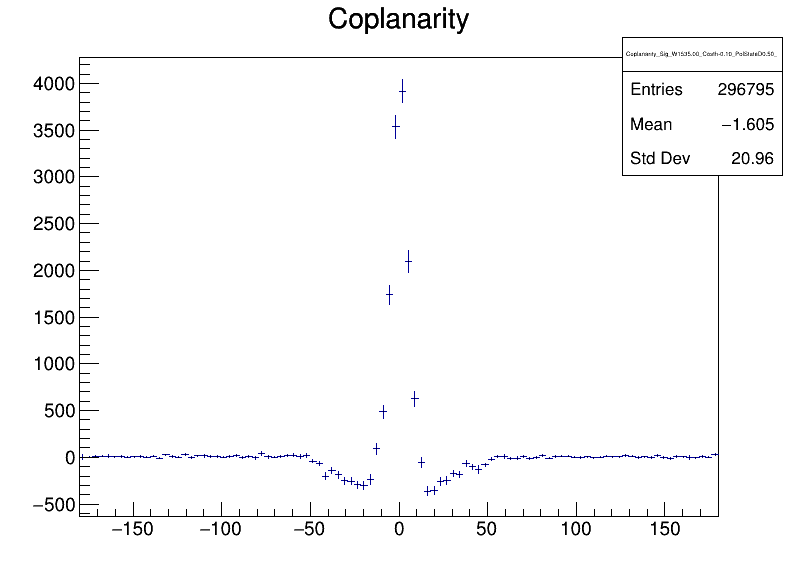 Coplanarity
Coplanarity_Sig_W1535.00_Costh-0.10_PolStateD0.50_
Entries 296795
Mean −1.605
Std Dev 20.96
4000
3500
3000
2500
2000
1500
1000
500
0
−500
−150 −100 −50 0 50 100 150